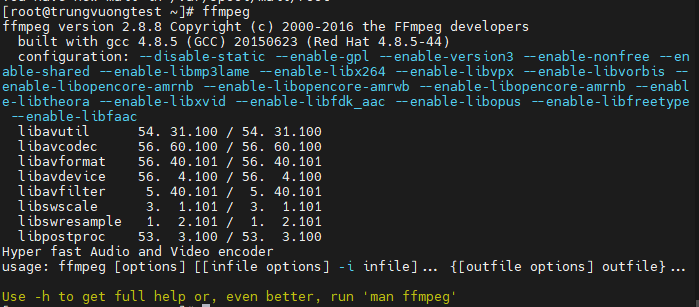 [root@trungvuongtest ~]# ffmpeg
ffmpeg version 2.8.8 Copyright (c) 2000-2016 the FFmpeg developers
  built with gcc 4.8.5 (GCC) 20150623 (Red Hat 4.8.5-44)
  configuration: --disable-static --enable-gpl --enable-version3 --enable-nonfree --en
able-shared --enable-libmp3lame --enable-libx264 --enable-libvpx --enable-libvorbis --
enable-libopencore-amrnb --enable-libopencore-amrwb --enable-libopencore-amrnb --enabl
e-libtheora --enable-libxvid --enable-libfdk_aac --enable-libopus --enable-libfreetype
 --enable-libfaac
  libavutil      54. 31.100 / 54. 31.100
  libavcodec     56. 60.100 / 56. 60.100
  libavformat    56. 40.101 / 56. 40.101
  libavdevice    56.  4.100 / 56.  4.100
  libavfilter     5. 40.101 /  5. 40.101
  libswscale      3.  1.101 /  3.  1.101
  libswresample   1.  2.101 /  1.  2.101
  libpostproc    53.  3.100 / 53.  3.100
Hyper fast Audio and Video encoder
usage: ffmpeg [options] [[infile options] -i infile]... {[outfile options] outfile}...
Use -h to get full help or, even better, run 'man ffmpeg'